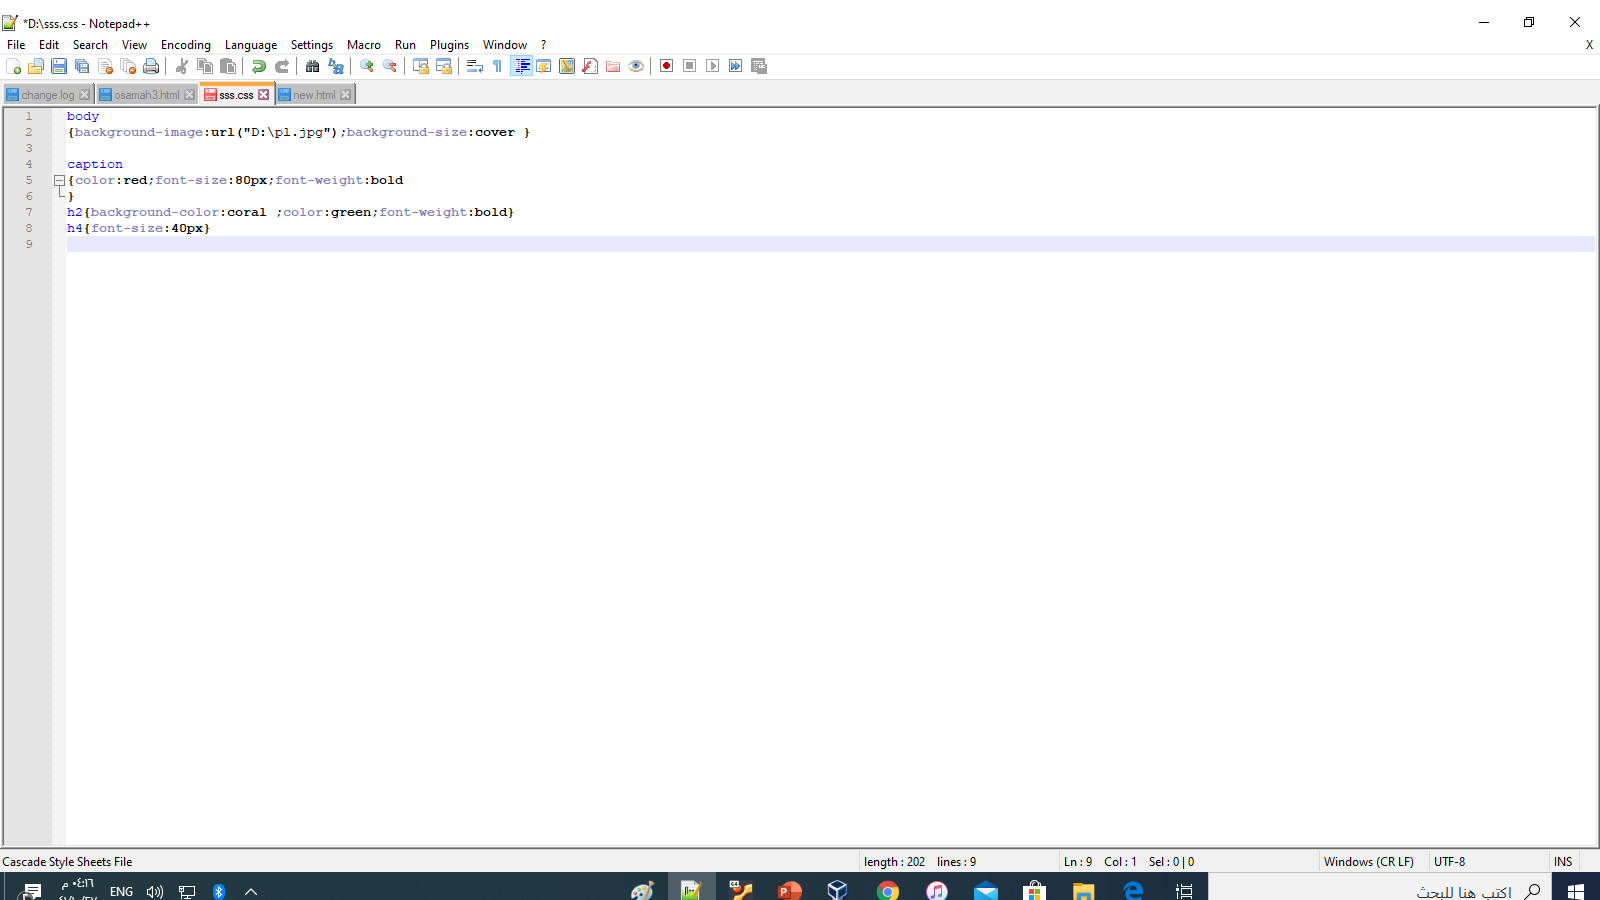 *D:\sss.css - Notepad++
File Edit Search View Encoding Language Settings Macro Run Plugins Window ? X
change.log osamah3.html sss.css new.html
1 body
2 {background-image:url("D:\pl.jpg");background-size:cover }
3
4 caption
5 {color:red;font-size:80px;font-weight:bold
6 }
7 h2{background-color:coral ;color:green;font-weight:bold}
8 h4{font-size:40px}
9
Cascade Style Sheets File length : 202 lines : 9 Ln : 9 Col : 1 Sel : 0 | 0 Windows (CR LF) UTF-8 INS
٠٤:١٦ م ENG اكتب هنا للبحث